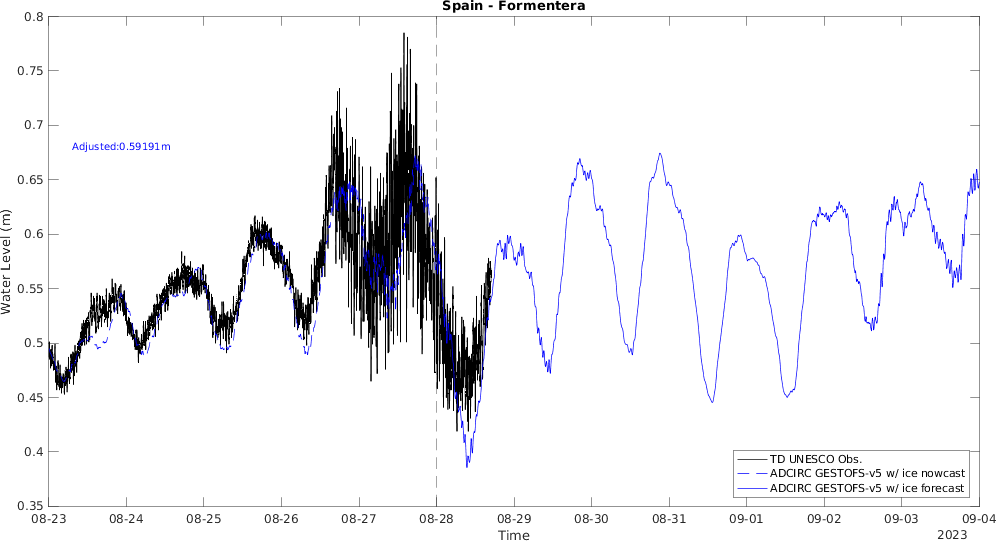 Spain - Formentera
0.8
0.75
0.7
0.65
0.6
0.55
0.5
0.45
0.4
0.35
Water Level (m)
Adjusted:0.59191m
TD UNESCO Obs.
ADCIRC GESTOFS-v5 w/ ice nowcast
ADCIRC GESTOFS-v5 w/ ice forecast
08-23 08-24 08-25 08-26 08-27 08-28 08-29 08-30 08-31 09-01 09-02 09-03 09-04
Time
2023